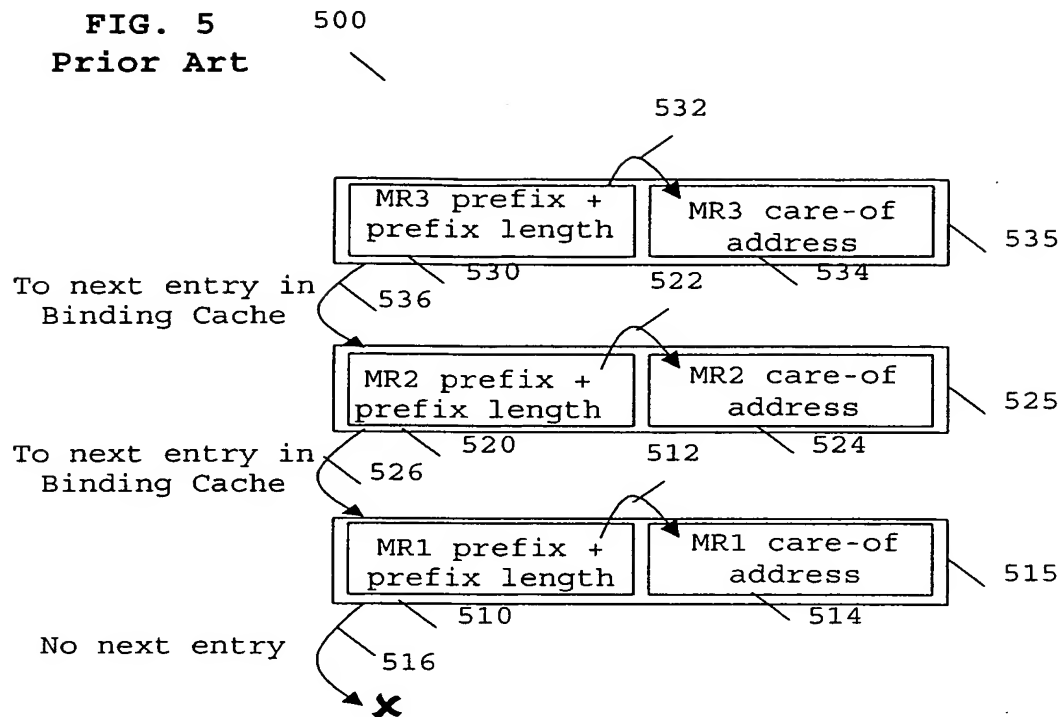 FIG. 5
Prior Art
500
532
MR3 prefix +
prefix length
MR3 care-of
address
535
530
534
To next entry in
Binding Cache
536
522
MR2 prefix +
prefix length
MR2 care-of
address
525
520
524
To next entry in
Binding Cache
526
512
MR1 prefix +
prefix length
MR1 care-of
address
515
510
514
No next entry
516
x